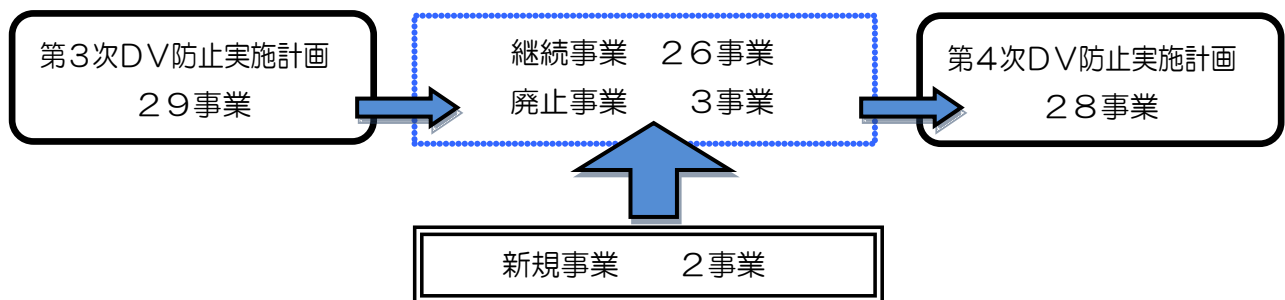 第３次ＤＶ防止実施計画
２９事業
継続事業　２６事業
廃止事業　　３事業
第４次ＤＶ防止実施計画
２８事業
新規事業　　２事業